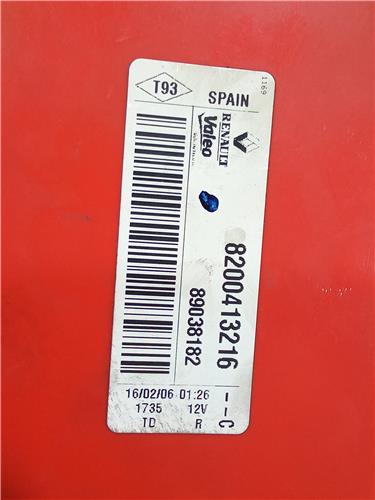 1169
T93 SPAIN
RENAULT
Valeo
8200413216
89038182
16/02/06 01:26
1735 12V
TD R
--C